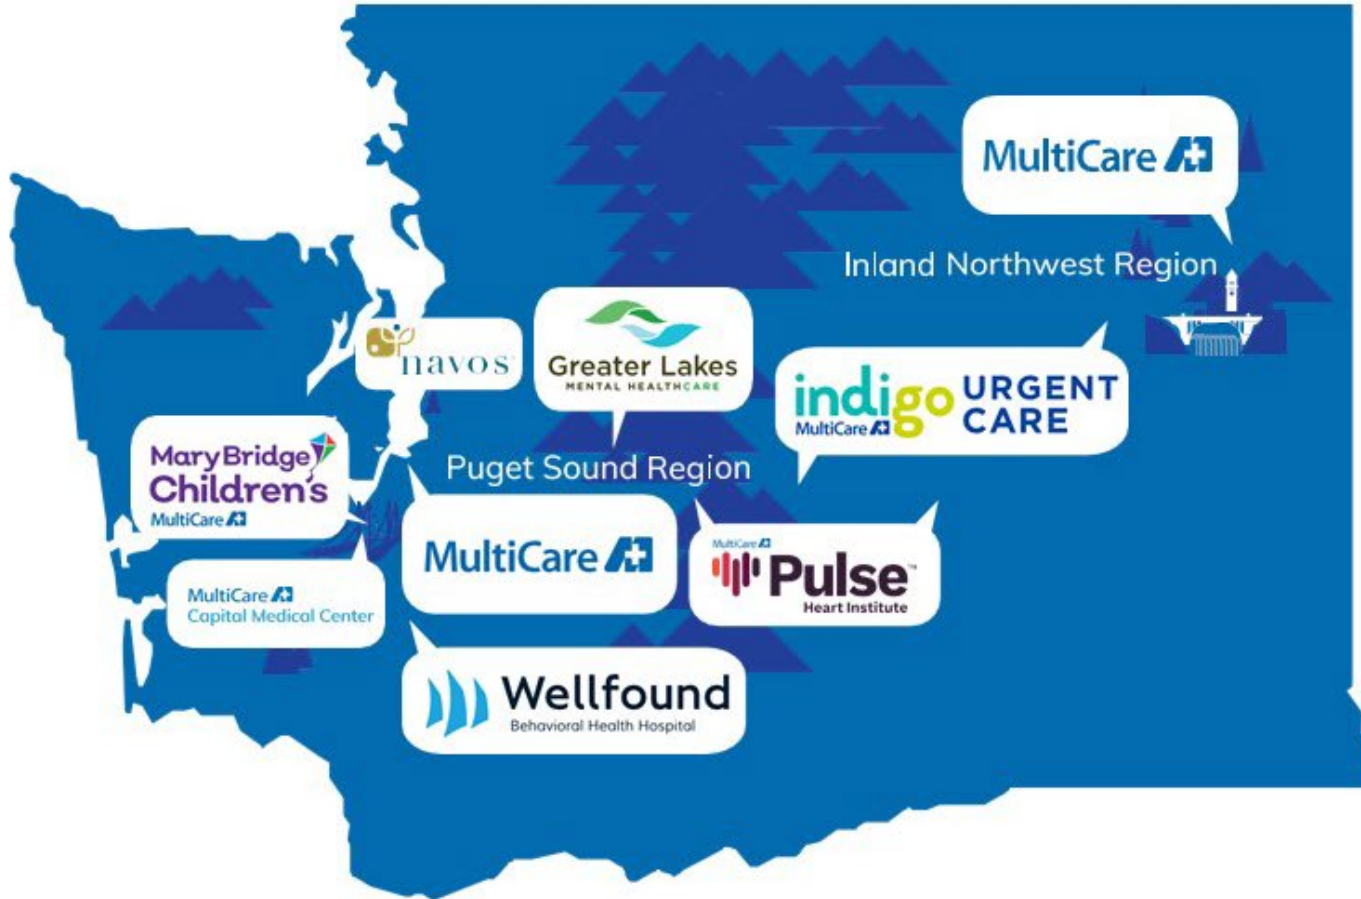 MultiCare
Inland Northwest Region
navos
Greater Lakes
MENTAL HEALTHCARE
indigo URGENT
CARE
MultiCare
Mary Bridge
Children's
MultiCare
Puget Sound Region
MultiCare
MultiCare
Pulse™
Heart Institute
MultiCare
Capital Medical Center
Wellfound
Behavioral Health Hospital